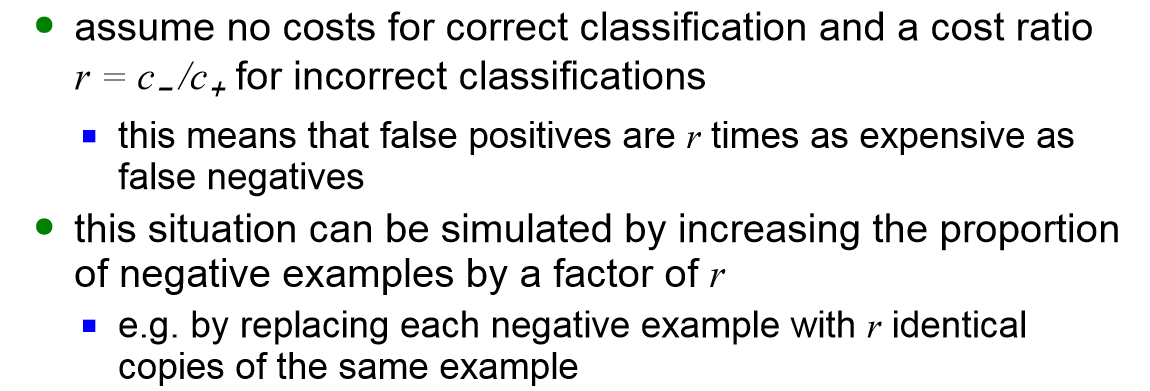 ● assume no costs for correct classification and a cost ratio
r = c₋/c₊ for incorrect classifications
■ this means that false positives are r times as expensive as
false negatives
● this situation can be simulated by increasing the proportion
of negative examples by a factor of r
■ e.g. by replacing each negative example with r identical
copies of the same example